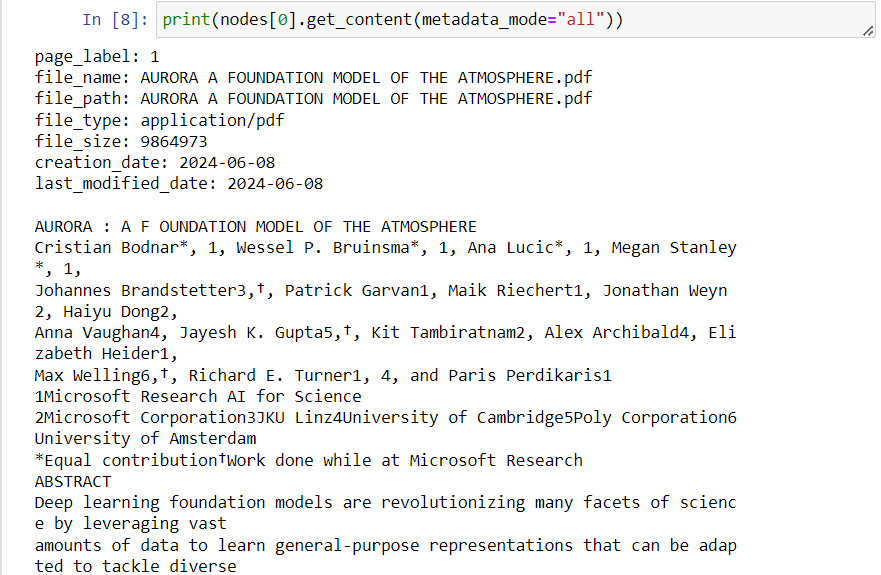 In [8]: print(nodes[0].get_content(metadata_mode="all"))
page_label: 1
file_name: AURORA A FOUNDATION MODEL OF THE ATMOSPHERE.pdf
file_path: AURORA A FOUNDATION MODEL OF THE ATMOSPHERE.pdf
file_type: application/pdf
file_size: 9864973
creation_date: 2024-06-08
last_modified_date: 2024-06-08
AURORA : A F OUNDATION MODEL OF THE ATMOSPHERE
Cristian Bodnar*, 1, Wessel P. Bruinsma*, 1, Ana Lucic*, 1, Megan Stanley
*, 1,
Johannes Brandstetter3,†, Patrick Garvan1, Maik Riechert1, Jonathan Weyn
2, Haiyu Dong2,
Anna Vaughan4, Jayesh K. Gupta5,†, Kit Tambiratnam2, Alex Archibald4, Eli
zabeth Heider1,
Max Welling6,†, Richard E. Turner1, 4, and Paris Perdikaris1
1Microsoft Research AI for Science
2Microsoft Corporation3JKU Linz4University of Cambridge5Poly Corporation6
University of Amsterdam
*Equal contribution†Work done while at Microsoft Research
ABSTRACT
Deep learning foundation models are revolutionizing many facets of scienc
e by leveraging vast
amounts of data to learn general-purpose representations that can be adap
ted to tackle diverse